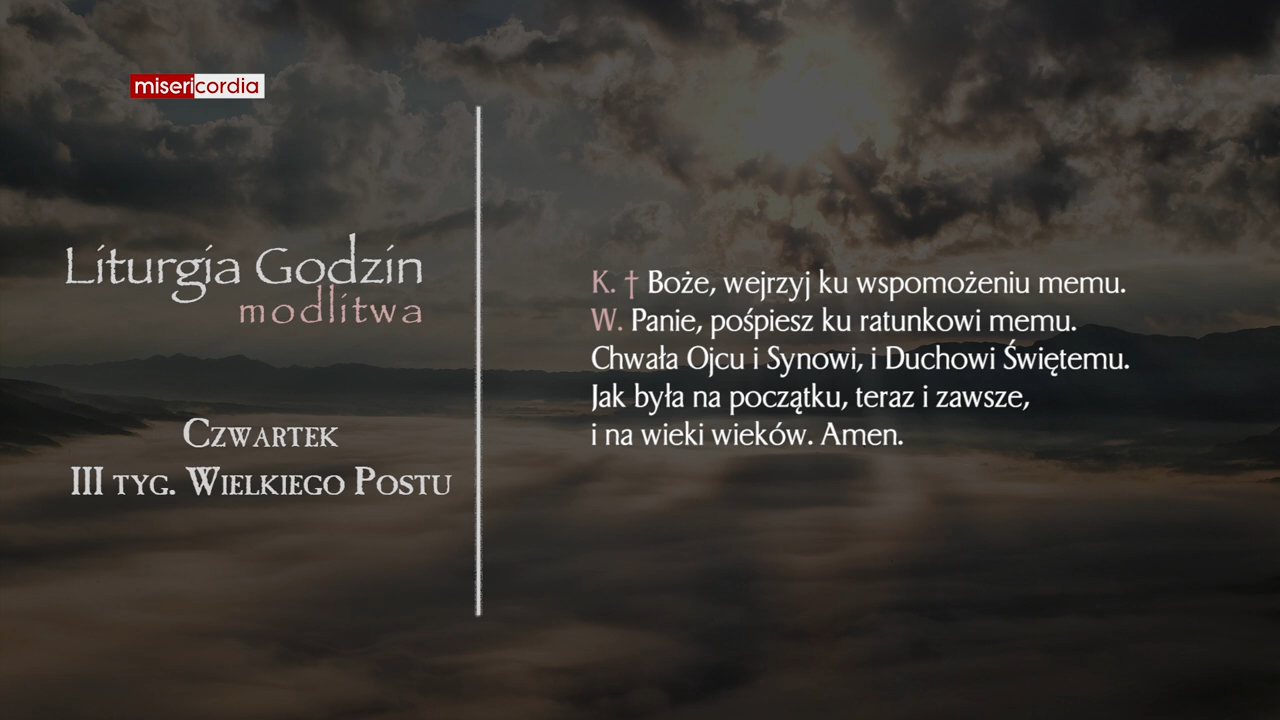 misericordia
Liturgia Godzin
modlitwa
Czwartek
III tyg. Wielkiego Postu
K. † Boże, wejrzyj ku wspomożeniu memu.
W. Panie, pośpiesz ku ratunkowi memu.
Chwała Ojcu i Synowi, i Duchowi Świętemu.
Jak była na początku, teraz i zawsze,
i na wieki wieków. Amen.